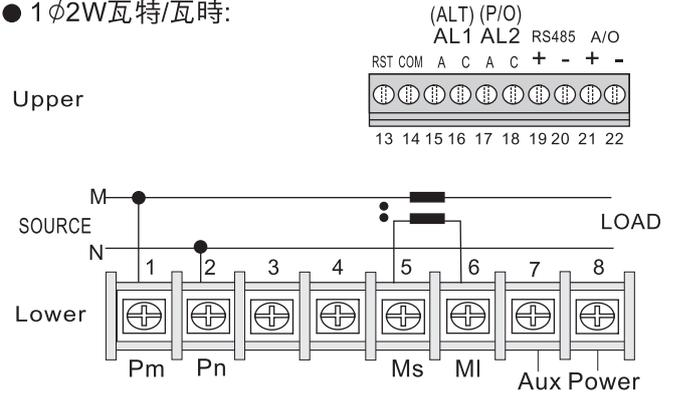 ● 1∅2W瓦特/瓦時:
(ALT) (P/O)
AL1 AL2 RS485 A/O
RST COM A C A C + - + -
Upper
13 14 15 16 17 18 19 20 21 22
M
SOURCE LOAD
N
1 2 3 4 5 6 7 8
Lower
Pm Pn Ms Ml
Aux Power